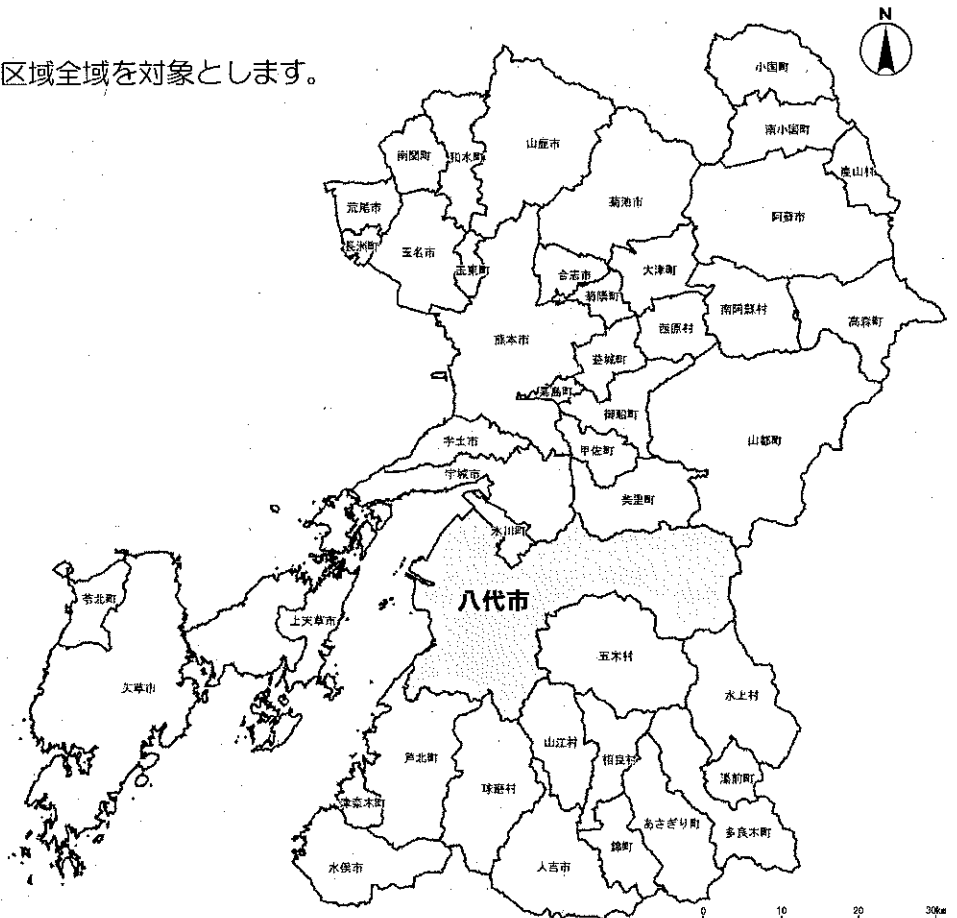 N
区域全域を対象とします。
小国町
南小国町
産山村
山鹿市
和水町
南関町
菊池市
阿蘇市
荒尾市
長洲町
玉名市
玉東町
合志市
大津町
菊陽町
南阿蘇村
高森町
西原村
熊本市
益城町
嘉島町
御船町
山都町
宇土市
甲佐町
宇城市
美里町
氷川町
八代市
苓北町
上天草市
五木村
天草市
水上村
山江村
芦北町
相良村
湯前町
球磨村
津奈木町
あさぎり町
多良木町
錦町
水俣市
人吉市
0 10 20 30km